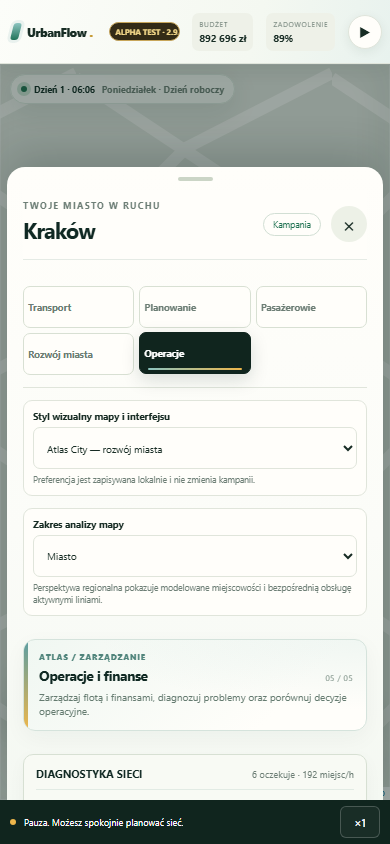 UrbanFlow.
ALPHA TEST · 2.9
BUDŻET
892 696 zł
ZADOWOLENIE
89%
Dzień 1 · 06:06 Poniedziałek · Dzień roboczy
TWOJE MIASTO W RUCHU
Kraków
Kampania
Transport
Planowanie
Pasażerowie
Rozwój miasta
Operacje
Styl wizualny mapy i interfejsu
Atlas City — rozwój miasta
Preferencja jest zapisywana lokalnie i nie zmienia kampanii.
Zakres analizy mapy
Miasto
Perspektywa regionalna pokazuje modelowane miejscowości i bezpośrednią obsługę
aktywnymi liniami.
ATLAS / ZARZĄDZANIE
Operacje i finanse
05 / 05
Zarządzaj flotą i finansami, diagnozuj problemy oraz porównuj decyzje
operacyjne.
DIAGNOSTYKA SIECI
6 oczekuje · 192 miejsc/h
Pauza. Możesz spokojnie planować sieć.
×1